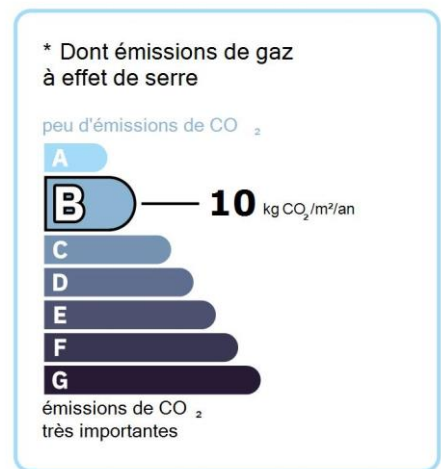 * Dont émissions de gaz
à effet de serre
peu d'émissions de CO₂
A
B 10 kg CO₂/m²/an
C
D
E
F
G
émissions de CO₂
très importantes